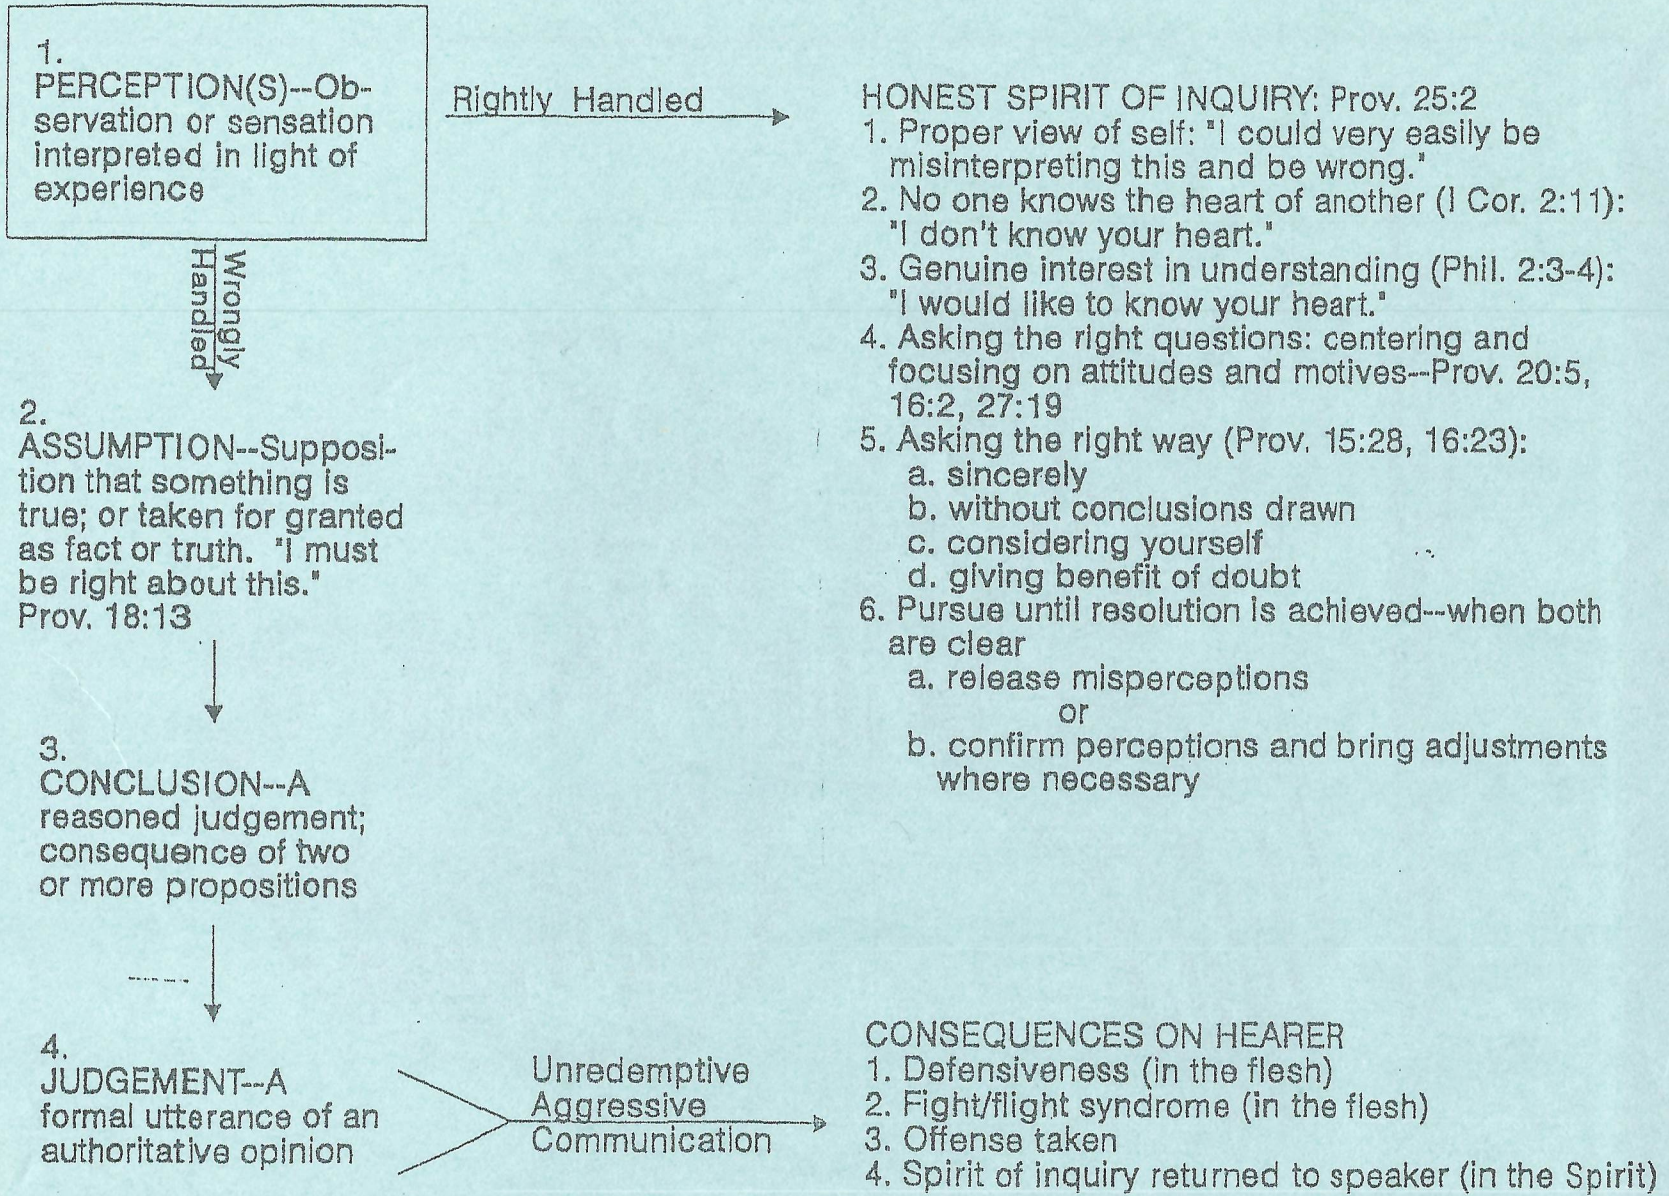 1.
PERCEPTION(S)--Ob-
servation or sensation
interpreted in light of
experience
Rightly Handled
HONEST SPIRIT OF INQUIRY: Prov. 25:2
1. Proper view of self: "I could very easily be
misinterpreting this and be wrong."
2. No one knows the heart of another (I Cor. 2:11):
"I don't know your heart."
3. Genuine interest in understanding (Phil. 2:3-4):
"I would like to know your heart."
4. Asking the right questions: centering and
focusing on attitudes and motives--Prov. 20:5,
16:2, 27:19
5. Asking the right way (Prov. 15:28, 16:23):
a. sincerely
b. without conclusions drawn
c. considering yourself
d. giving benefit of doubt
6. Pursue until resolution is achieved--when both
are clear
a. release misperceptions
or
b. confirm perceptions and bring adjustments
where necessary
Wrongly
Handled
2.
ASSUMPTION--Supposi-
tion that something is
true; or taken for granted
as fact or truth. "I must
be right about this."
Prov. 18:13
3.
CONCLUSION--A
reasoned judgement;
consequence of two
or more propositions
4.
JUDGEMENT--A
formal utterance of an
authoritative opinion
Unredemptive
Aggressive
Communication
CONSEQUENCES ON HEARER
1. Defensiveness (in the flesh)
2. Fight/flight syndrome (in the flesh)
3. Offense taken
4. Spirit of inquiry returned to speaker (in the Spirit)